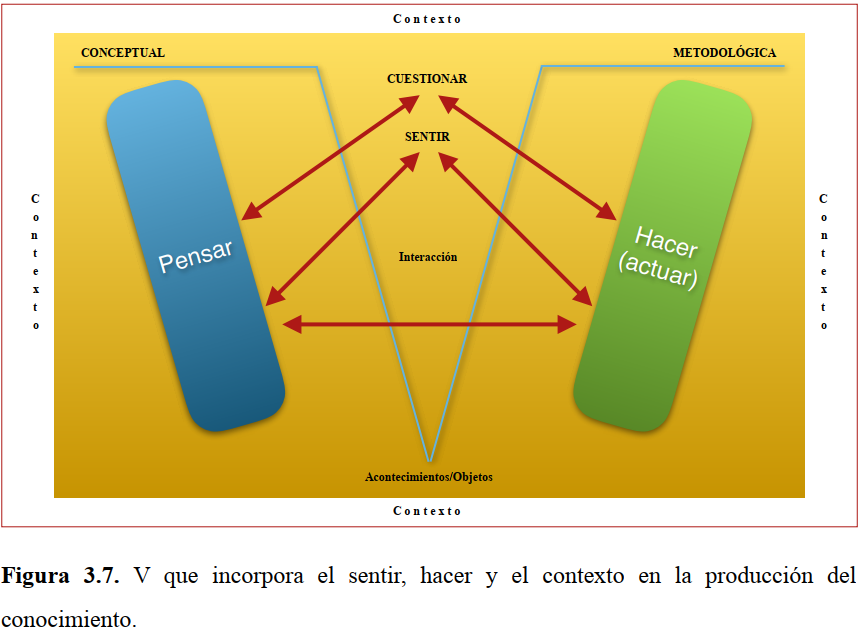 Contexto
CONCEPTUAL
METODOLÓGICA
CUESTIONAR
SENTIR
Contexto
Pensar
Interacción
Hacer
(actuar)
Contexto
Acontecimientos/Objetos
Contexto
Figura 3.7. V que incorpora el sentir, hacer y el contexto en la producción del
conocimiento.